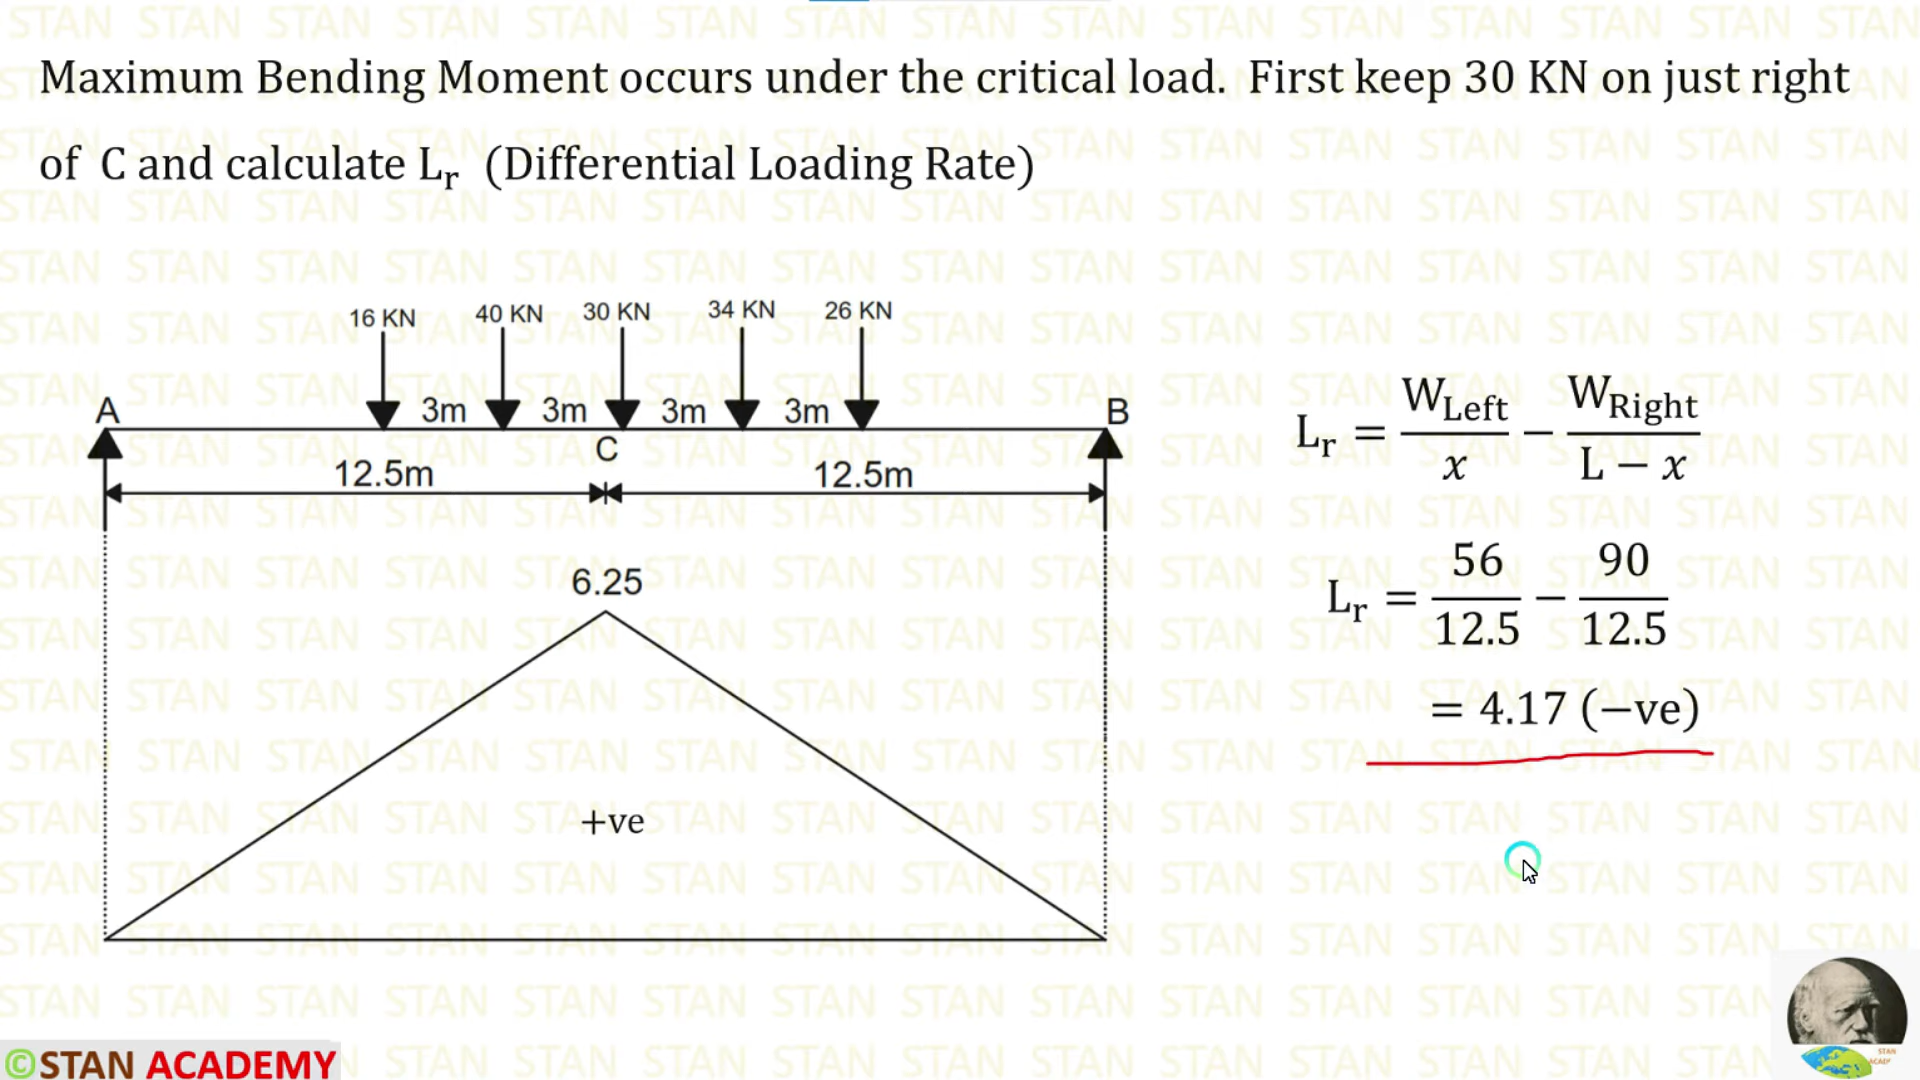 Maximum Bending Moment occurs under the critical load. First keep 30 KN on just right
of C and calculate Lr (Differential Loading Rate)
16 KN 40 KN 30 KN 34 KN 26 KN
A 3m 3m 3m 3m B
C
12.5m 12.5m
6.25
+ve
Lr = WLeft/x − WRight/L − x
Lr = 56/12.5 − 90/12.5
= 4.17 (−ve)
©STAN ACADEMY
STAN